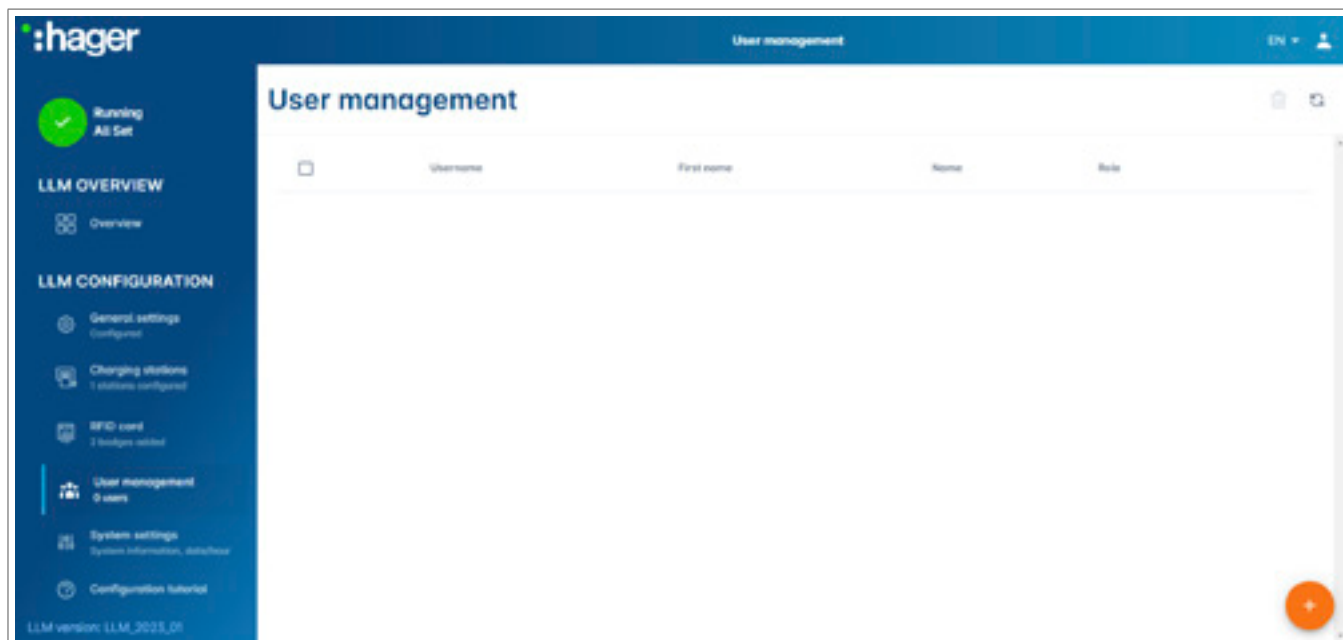 :hager
User management
EN
Running
All Set
User management
Username First name Name Role
LLM OVERVIEW
Overview
LLM CONFIGURATION
General settings
Configured
Charging stations
1 stations configured
RFID card
2 badges added
User management
0 users
System settings
System information, date/hour
Configuration tutorial
LLM version: LLM_2023_01